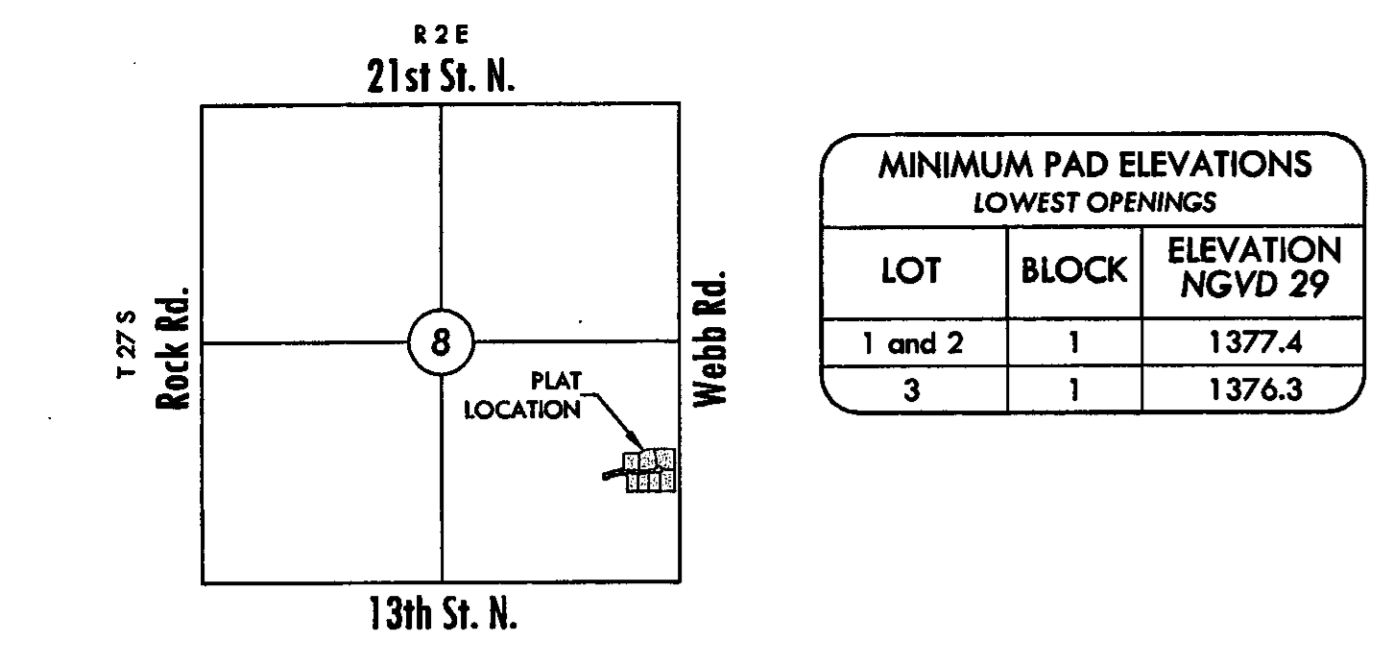 R 2 E
21st St. N.
T 27 S
Rock Rd.
8
Webb Rd.
PLAT
LOCATION
13th St. N.
MINIMUM PAD ELEVATIONS
LOWEST OPENINGS
LOT BLOCK ELEVATION
NGVD 29
1 and 2 1 1377.4
3 1 1376.3